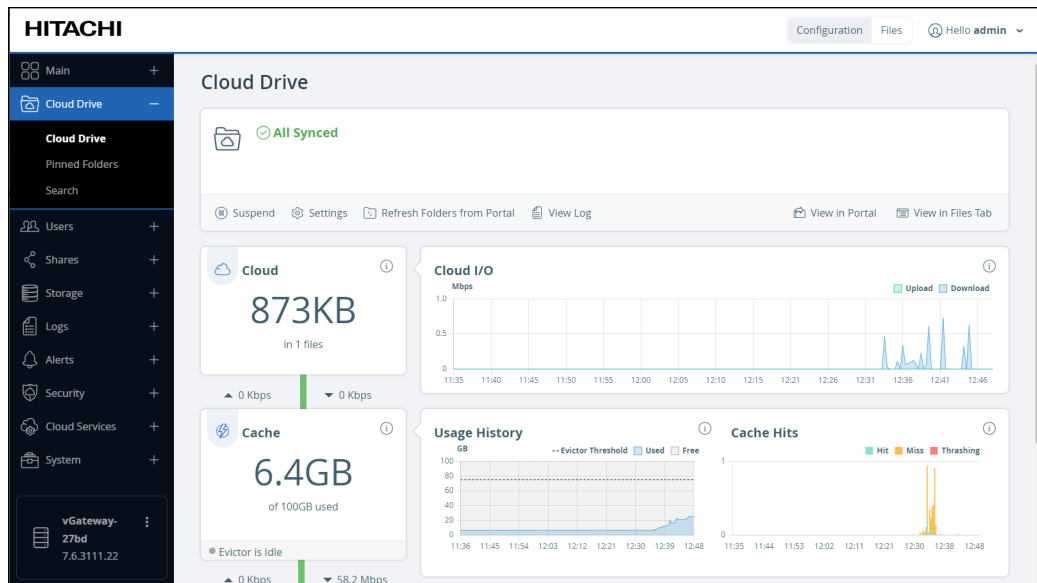 HITACHI
Configuration
Files
Hello admin
Main
Cloud Drive
Cloud Drive
Pinned Folders
Search
Users
Shares
Storage
Logs
Alerts
Security
Cloud Services
System
vGateway-
27bd
7.6.3111.22
Cloud Drive
All Synced
Suspend
Settings
Refresh Folders from Portal
View Log
View in Portal
View in Files Tab
Cloud
873KB
in 1 files
0 Kbps
0 Kbps
Cloud I/O
Mbps
Upload
Download
1.0
0.5
0
11:35 11:40 11:45 11:50 11:55 12:00 12:05 12:10 12:15 12:21 12:26 12:31 12:36 12:41 12:46
Cache
6.4GB
of 100GB used
Evictor is Idle
0 Kbps
58.2 Mbps
Usage History
GB
-- Evictor Threshold
Used
Free
100
80
60
40
20
0
11:36 11:45 11:54 12:03 12:12 12:21 12:30 12:39 12:48
Cache Hits
Hit
Miss
Thrashing
1
0
11:35 11:44 11:53 12:02 12:11 12:21 12:30 12:38 12:48